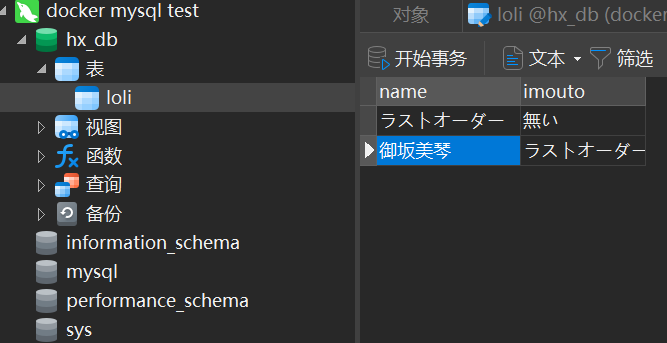 docker mysql test
hx_db
表
loli
视图
函数
查询
备份
information_schema
mysql
performance_schema
sys
对象
loli @hx_db (docker
开始事务 文本 筛选
name imouto
ラストオーダー 無い
御坂美琴 ラストオーダー